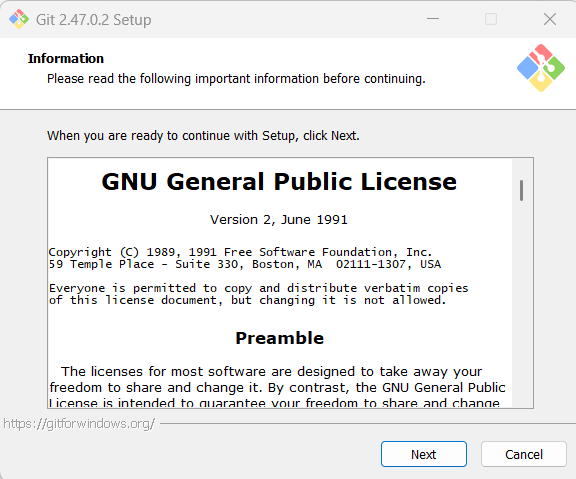 Git 2.47.0.2 Setup
Information
Please read the following important information before continuing.
When you are ready to continue with Setup, click Next.
GNU General Public License
Version 2, June 1991
Copyright (C) 1989, 1991 Free Software Foundation, Inc.
59 Temple Place - Suite 330, Boston, MA  02111-1307, USA
Everyone is permitted to copy and distribute verbatim copies
of this license document, but changing it is not allowed.
Preamble
The licenses for most software are designed to take away your
freedom to share and change it. By contrast, the GNU General Public
License is intended to guarantee your freedom to share and change
https://gitforwindows.org/
Next
Cancel